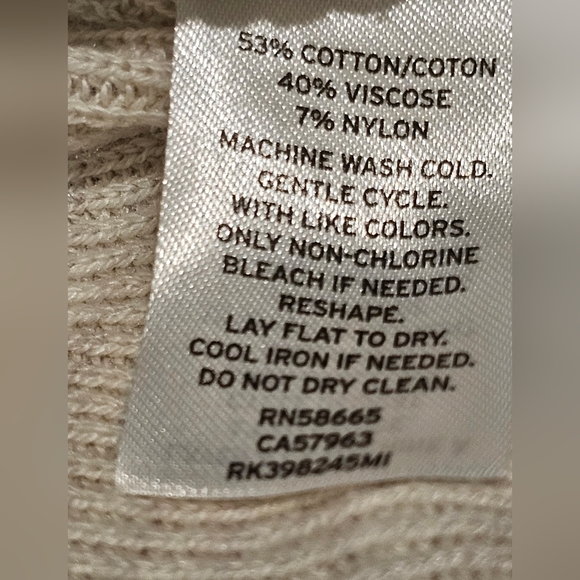 53% COTTON/COTON
40% VISCOSE
7% NYLON
MACHINE WASH COLD.
GENTLE CYCLE.
WITH LIKE COLORS.
ONLY NON-CHLORINE
BLEACH IF NEEDED.
RESHAPE.
LAY FLAT TO DRY.
COOL IRON IF NEEDED.
DO NOT DRY CLEAN.
RN58665
CA57963
RK398245MI